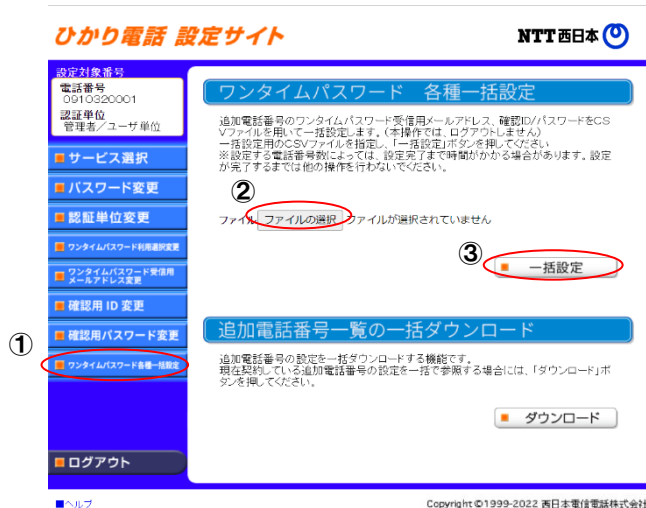 ひかり電話 設定サイト
NTT西日本
設定対象番号
電話番号
0910320001
認証単位
管理者/ユーザ単位
サービス選択
パスワード変更
認証単位変更
ワンタイムパスワード利用選択変更
ワンタイムパスワード受信用
メールアドレス変更
確認用 ID 変更
確認用パスワード変更
①
ワンタイムパスワード各種一括設定
ログアウト
ワンタイムパスワード 各種一括設定
追加電話番号のワンタイムパスワード受信用メールアドレス、確認ID/パスワードをCS
Vファイルを用いて一括設定します。(本操作では、ログアウトしません)
一括設定用のCSVファイルを指定し、「一括設定」ボタンを押してください
※設定する電話番号数によっては、設定完了まで時間がかかる場合があります。設定
が完了するまでは他の操作を行わないでください。
②
ファイル ファイルの選択 ファイルが選択されていません
③
一括設定
追加電話番号一覧の一括ダウンロード
追加電話番号の設定を一括ダウンロードする機能です。
現在契約している追加電話番号の設定を一括で参照する場合には、「ダウンロード」ボ
タンを押してください。
ダウンロード
■ヘルプ
Copyright©1999-2022 西日本電信電話株式会社